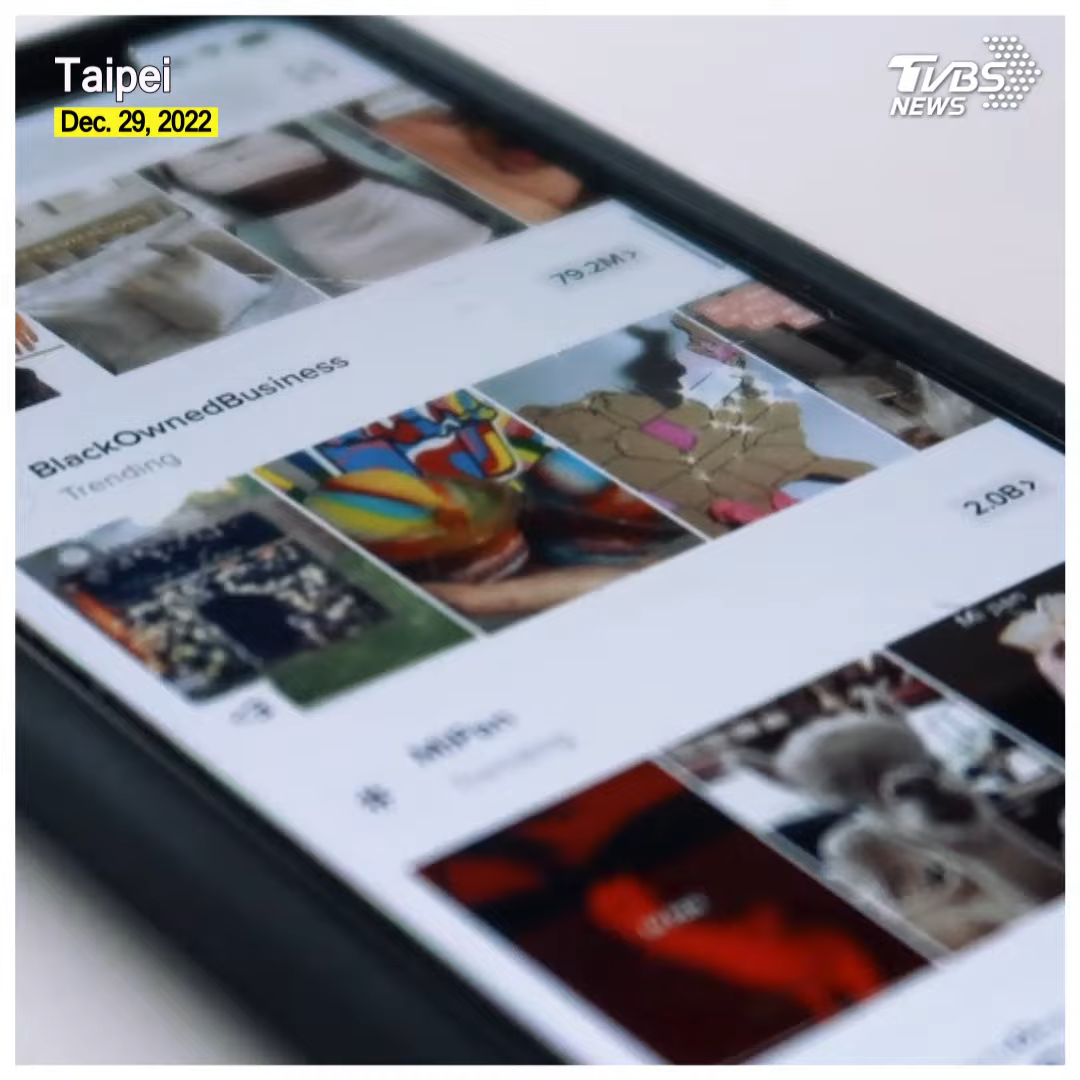 Taipei
Dec. 29, 2022
TVBS
NEWS
79.2M >
BlackOwnedBusiness
Trending
2.0B >